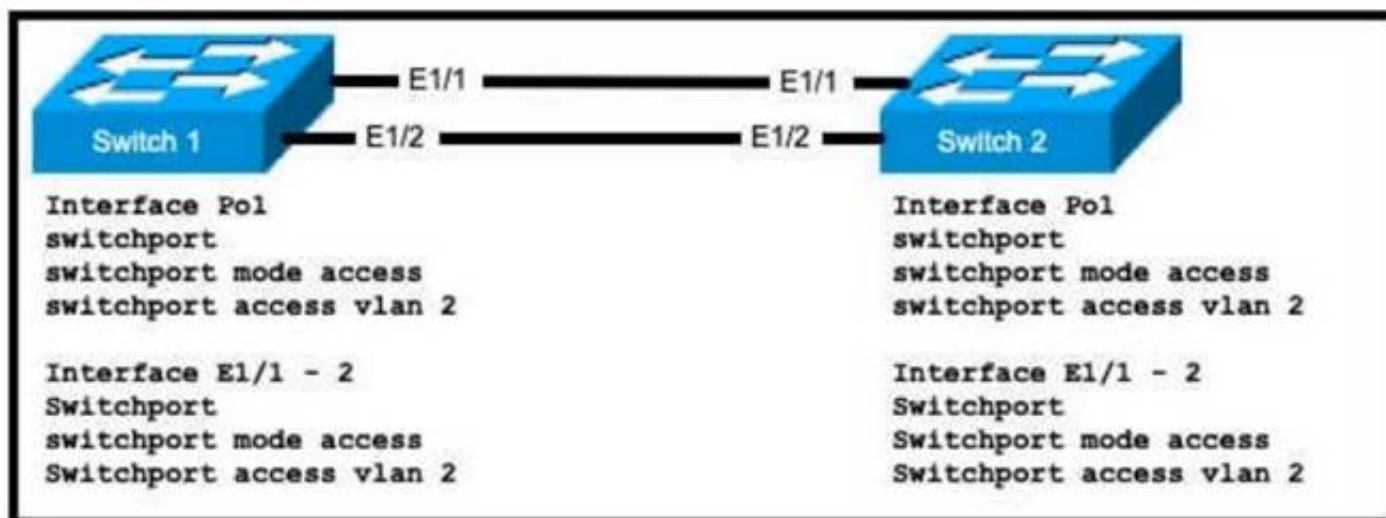 E1/1 E1/1
Switch 1 E1/2 E1/2 Switch 2
Interface Po1
switchport
switchport mode access
switchport access vlan 2
Interface E1/1 - 2
Switchport
switchport mode access
Switchport access vlan 2
Interface Po1
switchport
switchport mode access
switchport access vlan 2
Interface E1/1 - 2
Switchport
Switchport mode access
Switchport access vlan 2